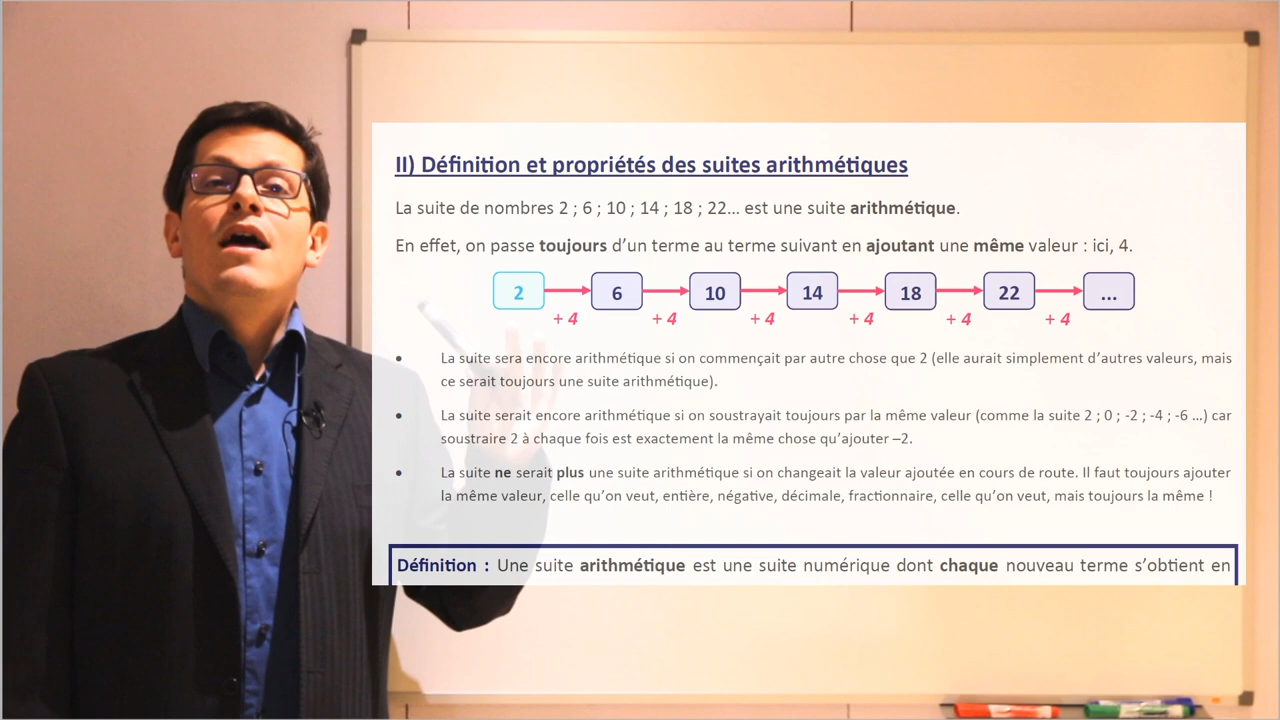 II) Définition et propriétés des suites arithmétiques
La suite de nombres 2 ; 6 ; 10 ; 14 ; 18 ; 22... est une suite arithmétique.
En effet, on passe toujours d’un terme au terme suivant en ajoutant une même valeur : ici, 4.
2 6 10 14 18 22 ...
+ 4 + 4 + 4 + 4 + 4 + 4
• La suite sera encore arithmétique si on commençait par autre chose que 2 (elle aurait simplement d’autres valeurs, mais
ce serait toujours une suite arithmétique).
• La suite serait encore arithmétique si on soustrayait toujours par la même valeur (comme la suite 2 ; 0 ; -2 ; -4 ; -6 ...) car
soustraire 2 à chaque fois est exactement la même chose qu’ajouter –2.
• La suite ne serait plus une suite arithmétique si on changeait la valeur ajoutée en cours de route. Il faut toujours ajouter
la même valeur, celle qu’on veut, entière, négative, décimale, fractionnaire, celle qu’on veut, mais toujours la même !
Définition : Une suite arithmétique est une suite numérique dont chaque nouveau terme s’obtient en